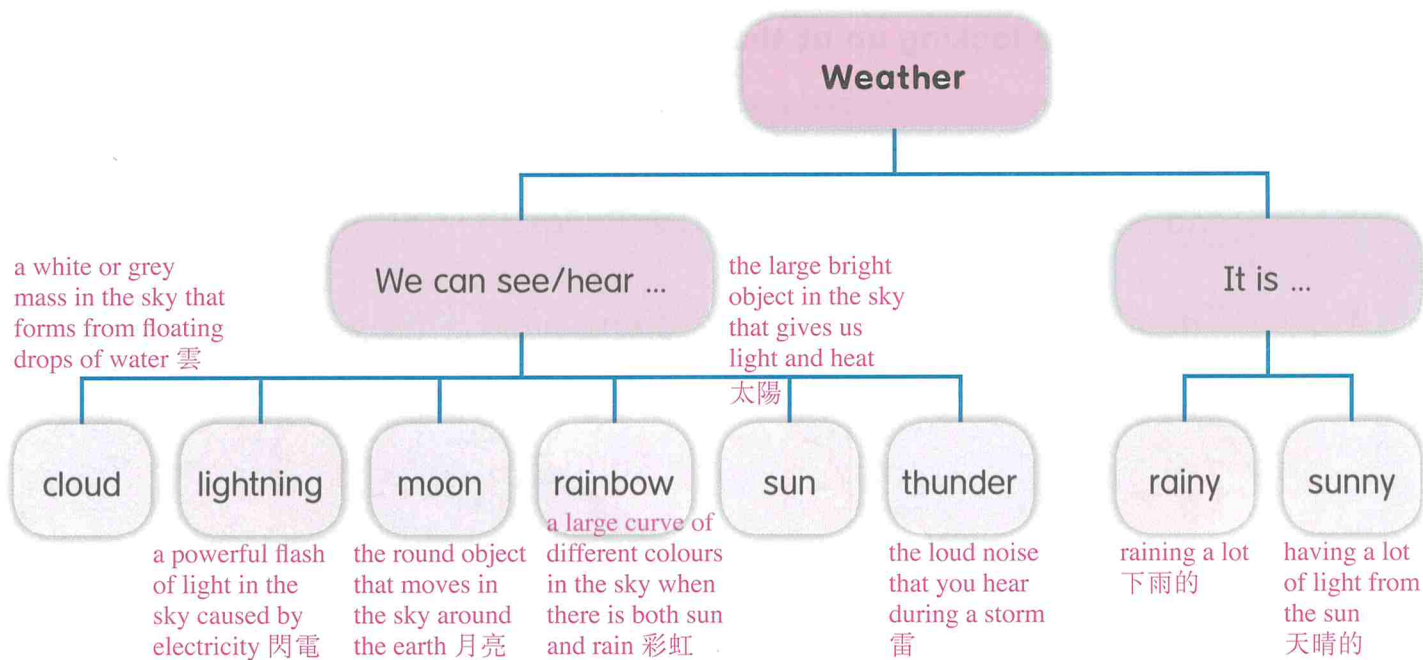 Weather
We can see/hear ...
It is ...
a white or grey
mass in the sky that
forms from floating
drops of water 雲
the large bright
object in the sky
that gives us
light and heat
太陽
cloud
lightning
moon
rainbow
sun
thunder
rainy
sunny
a powerful flash
of light in the
sky caused by
electricity 閃電
the round object
that moves in
the sky around
the earth 月亮
a large curve of
different colours
in the sky when
there is both sun
and rain 彩虹
the loud noise
that you hear
during a storm
雷
raining a lot
下雨的
having a lot
of light from
the sun
天晴的